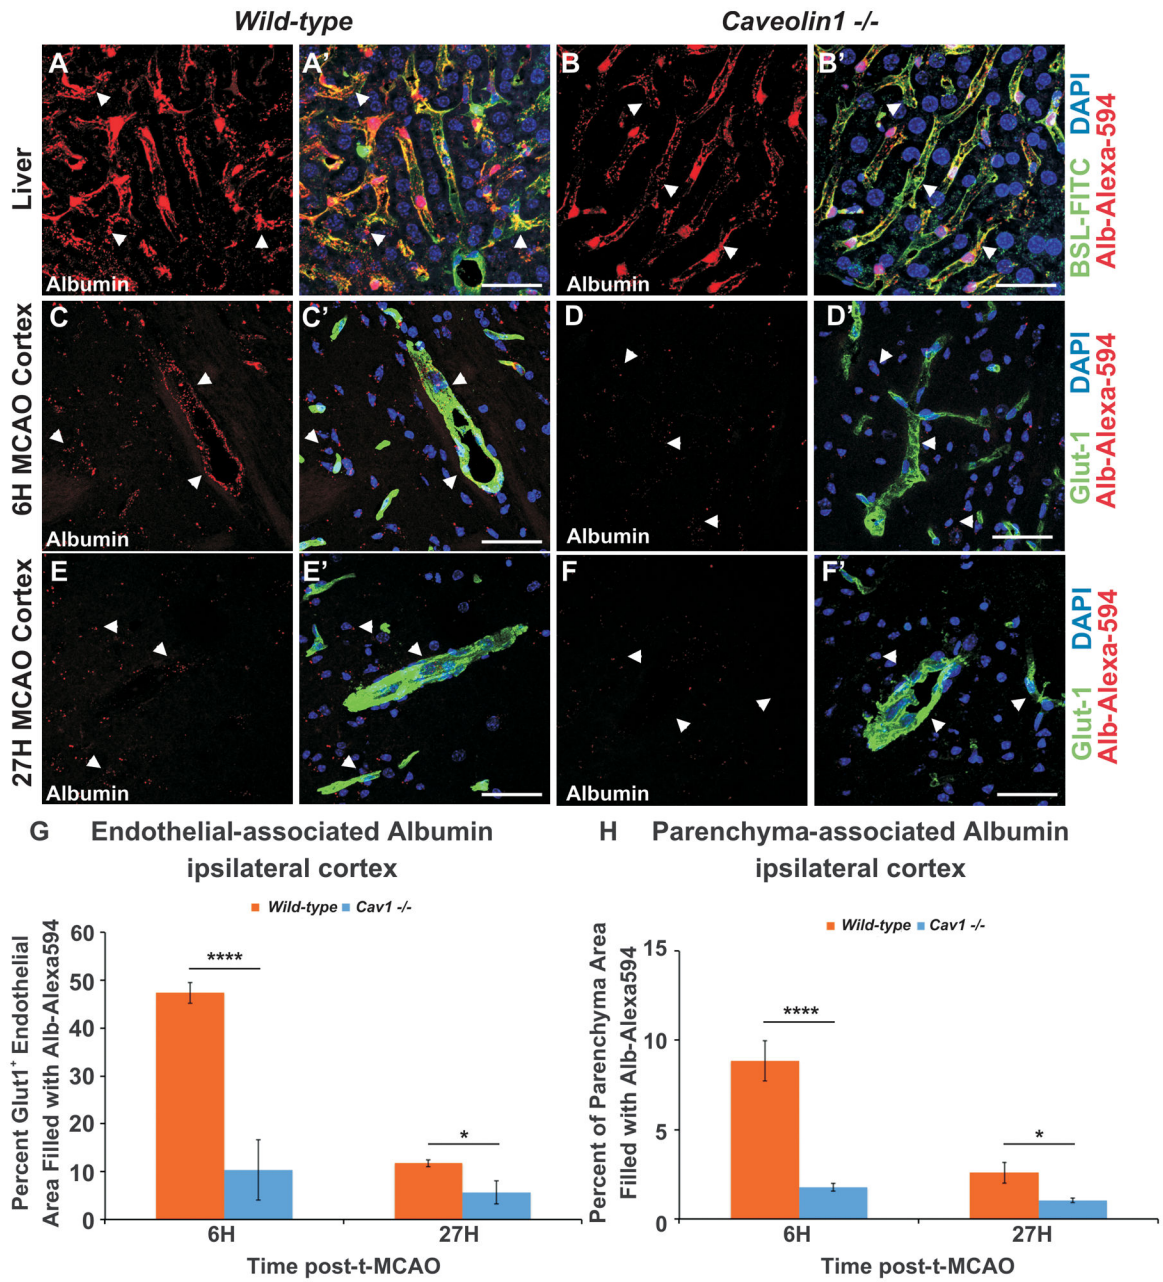 Wild-type
Caveolin1 -/-
Liver
A
A'
B
B'
Albumin
Albumin
BSL-FITC DAPI
Alb-Alexa-594
6H MCAO Cortex
C
C'
D
D'
Albumin
Albumin
Glut-1 DAPI
Alb-Alexa-594
27H MCAO Cortex
E
E'
F
F'
Albumin
Albumin
Glut-1 DAPI
Alb-Alexa-594
G Endothelial-associated Albumin
ipsilateral cortex
Wild-type Cav1 -/-
Percent Glut1+ Endothelial
Area Filled with Alb-Alexa594
60
50
40
30
20
10
0
****
*
6H
27H
Time post-t-MCAO
H Parenchyma-associated Albumin
ipsilateral cortex
Wild-type Cav1 -/-
Percent of Parenchyma Area
Filled with Alb-Alexa594
15
10
5
0
****
*
6H
27H
Time post-t-MCAO